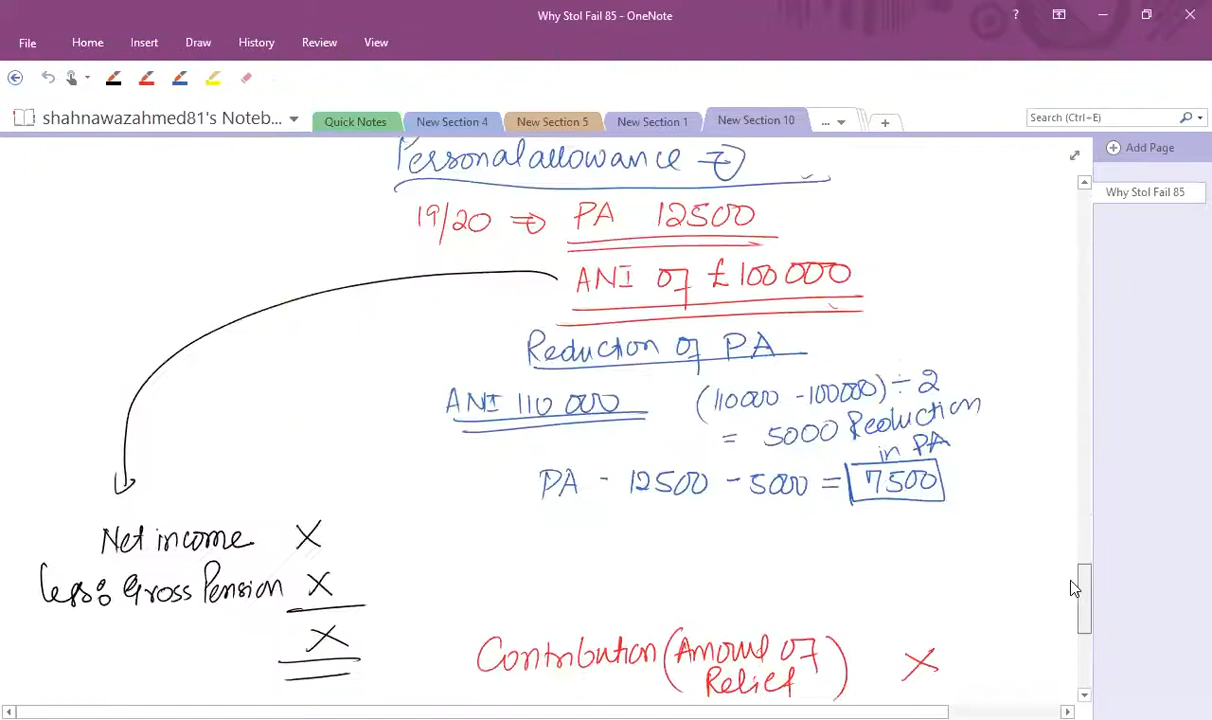 Why Stol Fail 85 - OneNote
File Home Insert Draw History Review View
shahnawazahmed81's Noteb... Quick Notes New Section 4 New Section 5 New Section 1 New Section 10 ... Search (Ctrl+E)
Add Page
Why Stol Fail 85
Personal allowance
19/20 ⇒ PA 12500
ANI of £100000
Reduction of PA
ANI 110 000 (110000 - 100000) ÷ 2
= 5000 Reduction
in PA
PA - 12500 - 5000 = 7500
Net income X
less: Gross Pension X
X
Contribution (Amount of X
Relief)